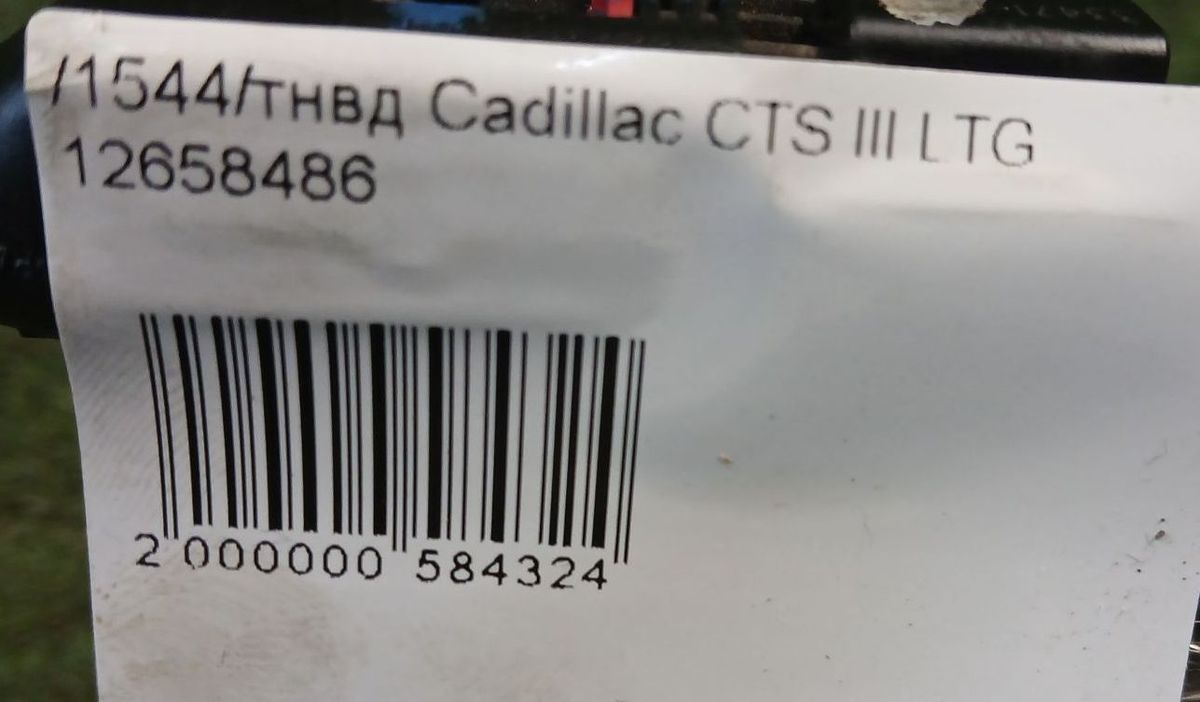 /1544/тнвд Cadillac CTS III LTG
12658486
2 000000 584324